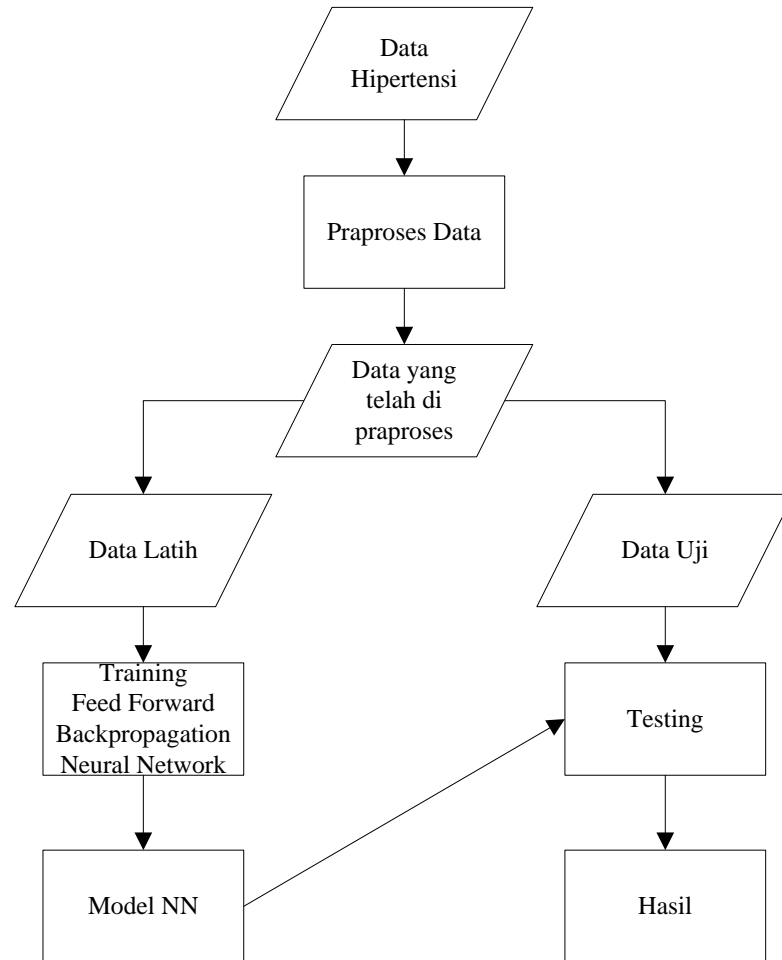 Data
Hipertensi
Praproses Data
Data yang
telah di
praproses
Data Latih
Data Uji
Training
Feed Forward
Backpropagation
Neural Network
Testing
Model NN
Hasil